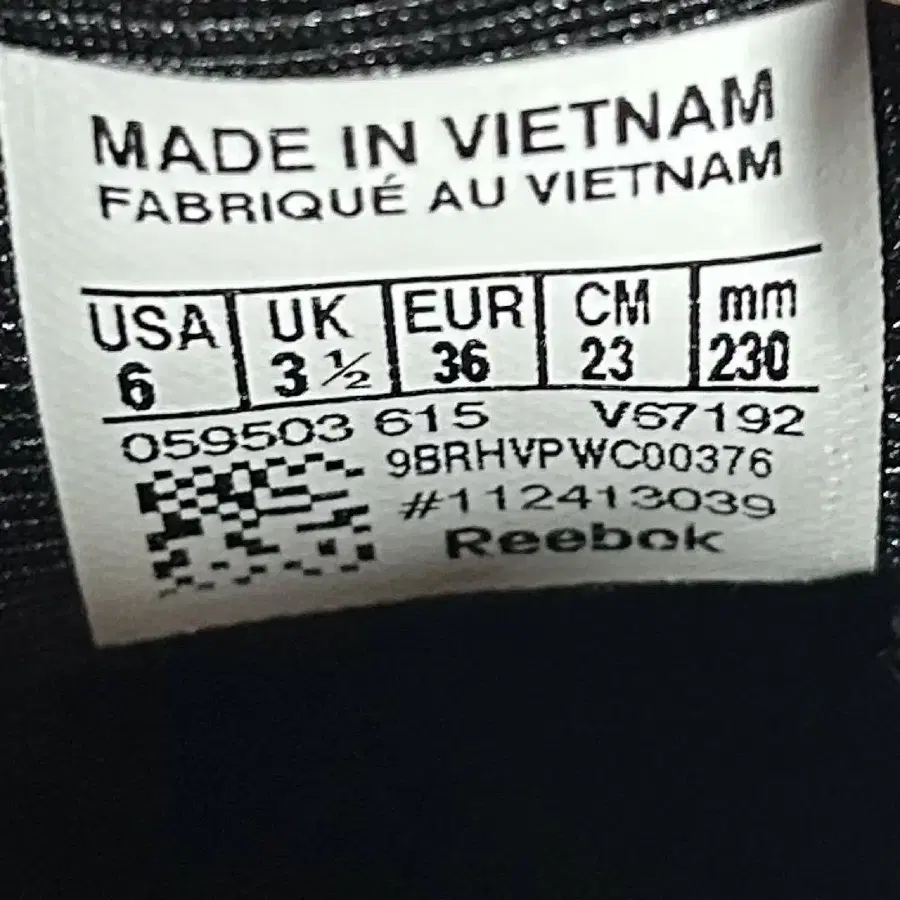 MADE IN VIETNAM
FABRIQUÉ AU VIETNAM
USA UK EUR CM mm
6 3 ½ 36 23 230
059503 615 V67192
9BRHVPWC00376
#112413039
Reebok